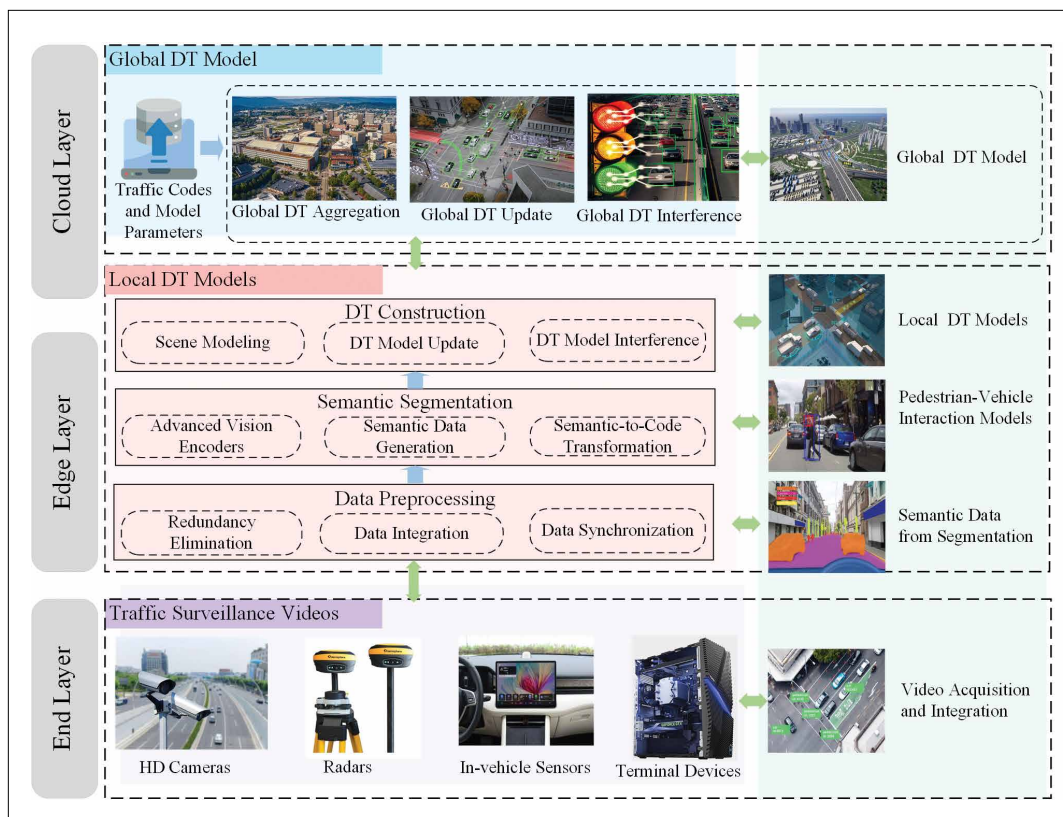 Cloud Layer
Global DT Model
Traffic Codes
and Model
Parameters
Global DT Aggregation
Global DT Update
Global DT Interference
Global DT Model
Edge Layer
Local DT Models
DT Construction
Scene Modeling
DT Model Update
DT Model Interference
Local DT Models
Semantic Segmentation
Advanced Vision
Encoders
Semantic Data
Generation
Semantic-to-Code
Transformation
Pedestrian-Vehicle
Interaction Models
Data Preprocessing
Redundancy
Elimination
Data Integration
Data Synchronization
Semantic Data
from Segmentation
End Layer
Traffic Surveillance Videos
HD Cameras
Radars
In-vehicle Sensors
Terminal Devices
Video Acquisition
and Integration